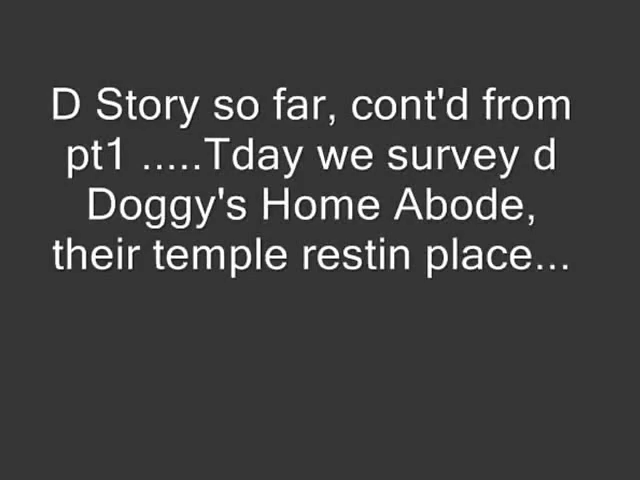 D Story so far, cont'd from
pt1 .....Tday we survey d
Doggy's Home Abode,
their temple restin place...